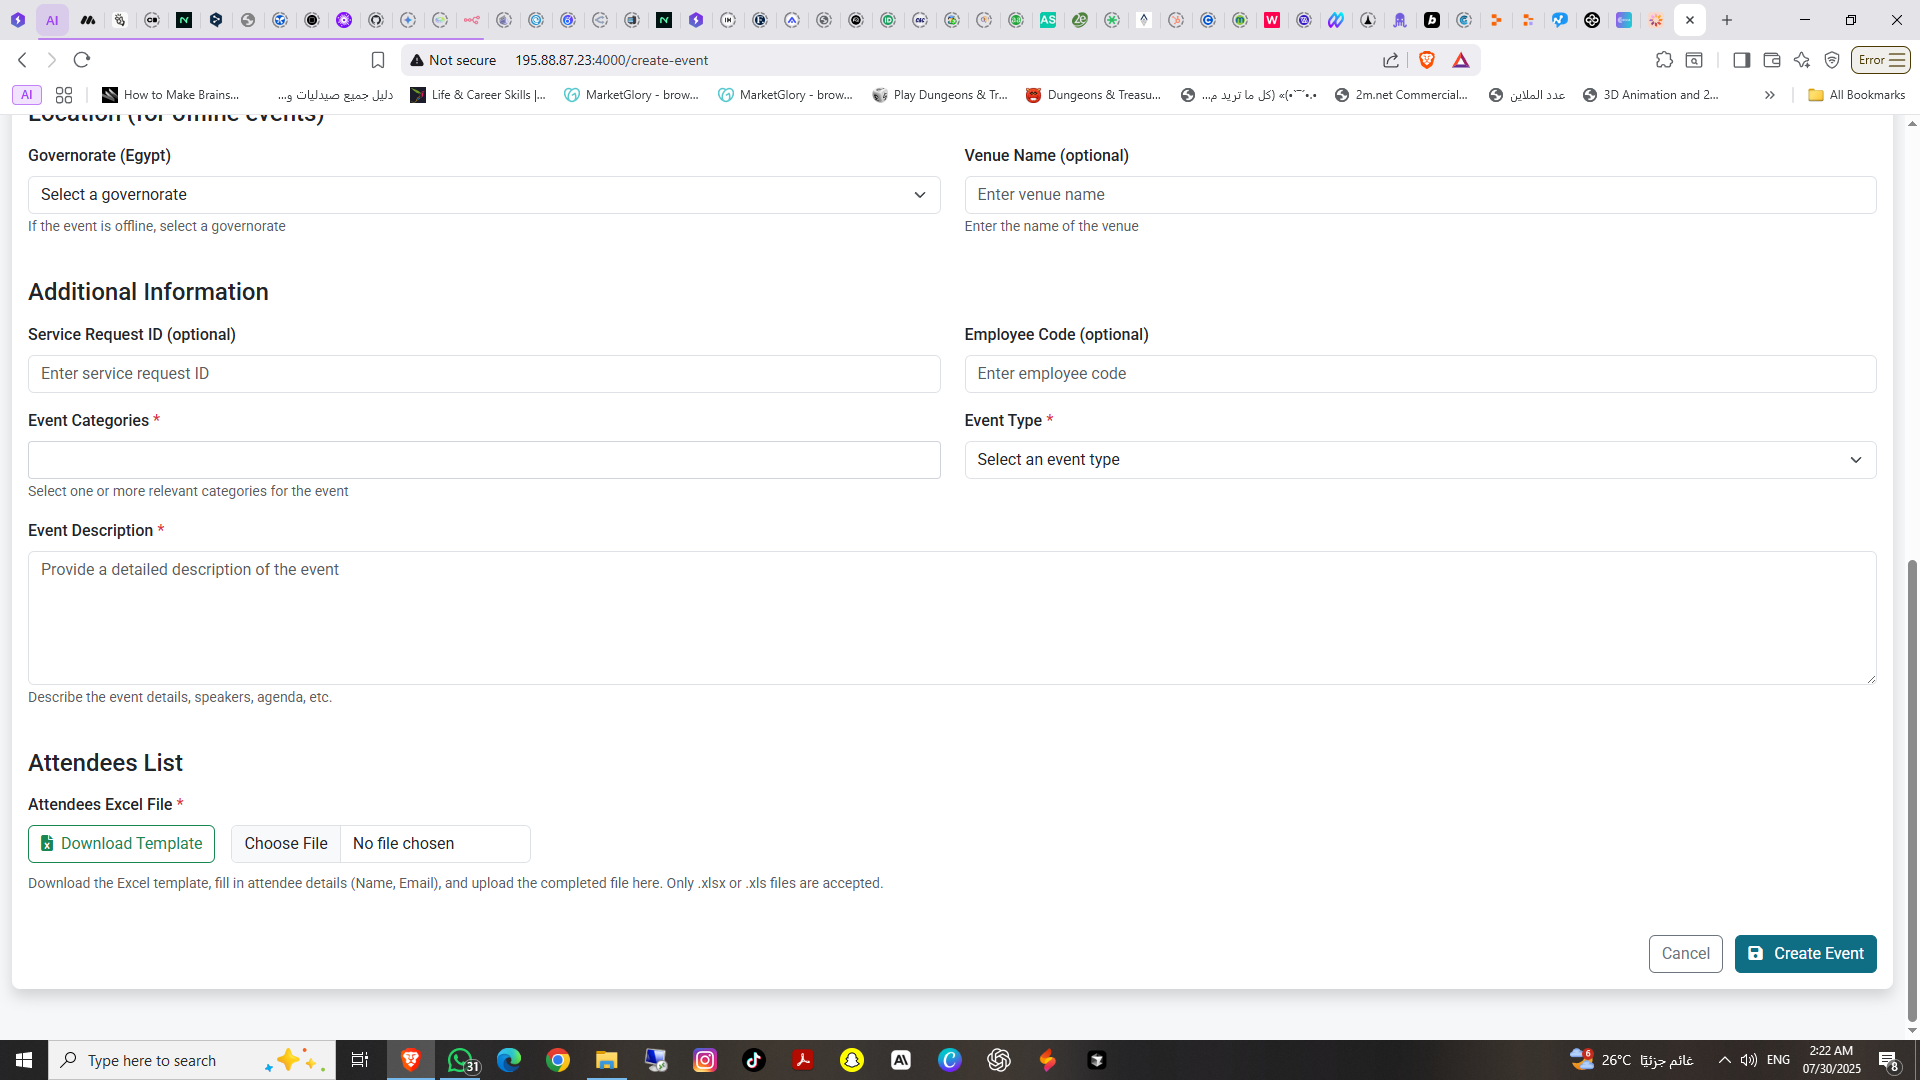 Not secure
195.88.87.23:4000/create-event
Error
AI
How to Make Brains...
دليل جميع صيدليات و...
Life & Career Skills |...
MarketGlory - brow...
MarketGlory - brow...
Play Dungeons & Tr...
Dungeons & Treasu...
2m.net Commercial...
عدد الملاين
3D Animation and 2...
All Bookmarks
Location (for offline events)
Governorate (Egypt)
Venue Name (optional)
Select a governorate
Enter venue name
If the event is offline, select a governorate
Enter the name of the venue
Additional Information
Service Request ID (optional)
Employee Code (optional)
Enter service request ID
Enter employee code
Event Categories *
Event Type *
Select an event type
Select one or more relevant categories for the event
Event Description *
Provide a detailed description of the event
Describe the event details, speakers, agenda, etc.
Attendees List
Attendees Excel File *
Download Template
Choose File
No file chosen
Download the Excel template, fill in attendee details (Name, Email), and upload the completed file here. Only .xlsx or .xls files are accepted.
Cancel
Create Event
Type here to search
31
6
26°C
غائم جزئيًا
ENG
2:22 AM
07/30/2025
8